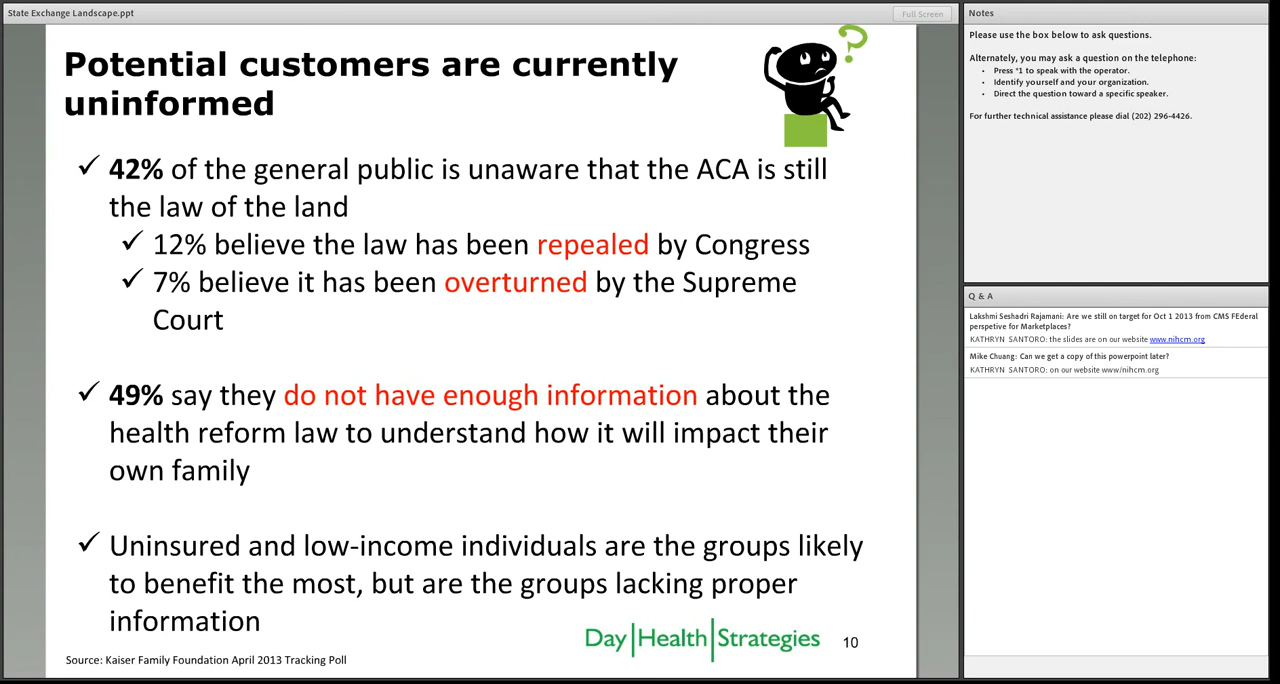 State Exchange Landscape.ppt
Full Screen
Potential customers are currently
uninformed
?
✓ 42% of the general public is unaware that the ACA is still
the law of the land
✓ 12% believe the law has been repealed by Congress
✓ 7% believe it has been overturned by the Supreme
Court
✓ 49% say they do not have enough information about the
health reform law to understand how it will impact their
own family
✓ Uninsured and low-income individuals are the groups likely
to benefit the most, but are the groups lacking proper
information
Day|Health|Strategies
10
Source: Kaiser Family Foundation April 2013 Tracking Poll
Notes
Please use the box below to ask questions.
Alternately, you may ask a question on the telephone:
• Press *1 to speak with the operator.
• Identify yourself and your organization.
• Direct the question toward a specific speaker.
For further technical assistance please dial (202) 296-4426.
Q & A
Lakshmi Seshadri Rajamani: Are we still on target for Oct 1 2013 from CMS FEderal
perspetive for Marketplaces?
KATHRYN SANTORO: the slides are on our website www.nihcm.org
Mike Chuang: Can we get a copy of this powerpoint later?
KATHRYN SANTORO: on our website www/nihcm.org